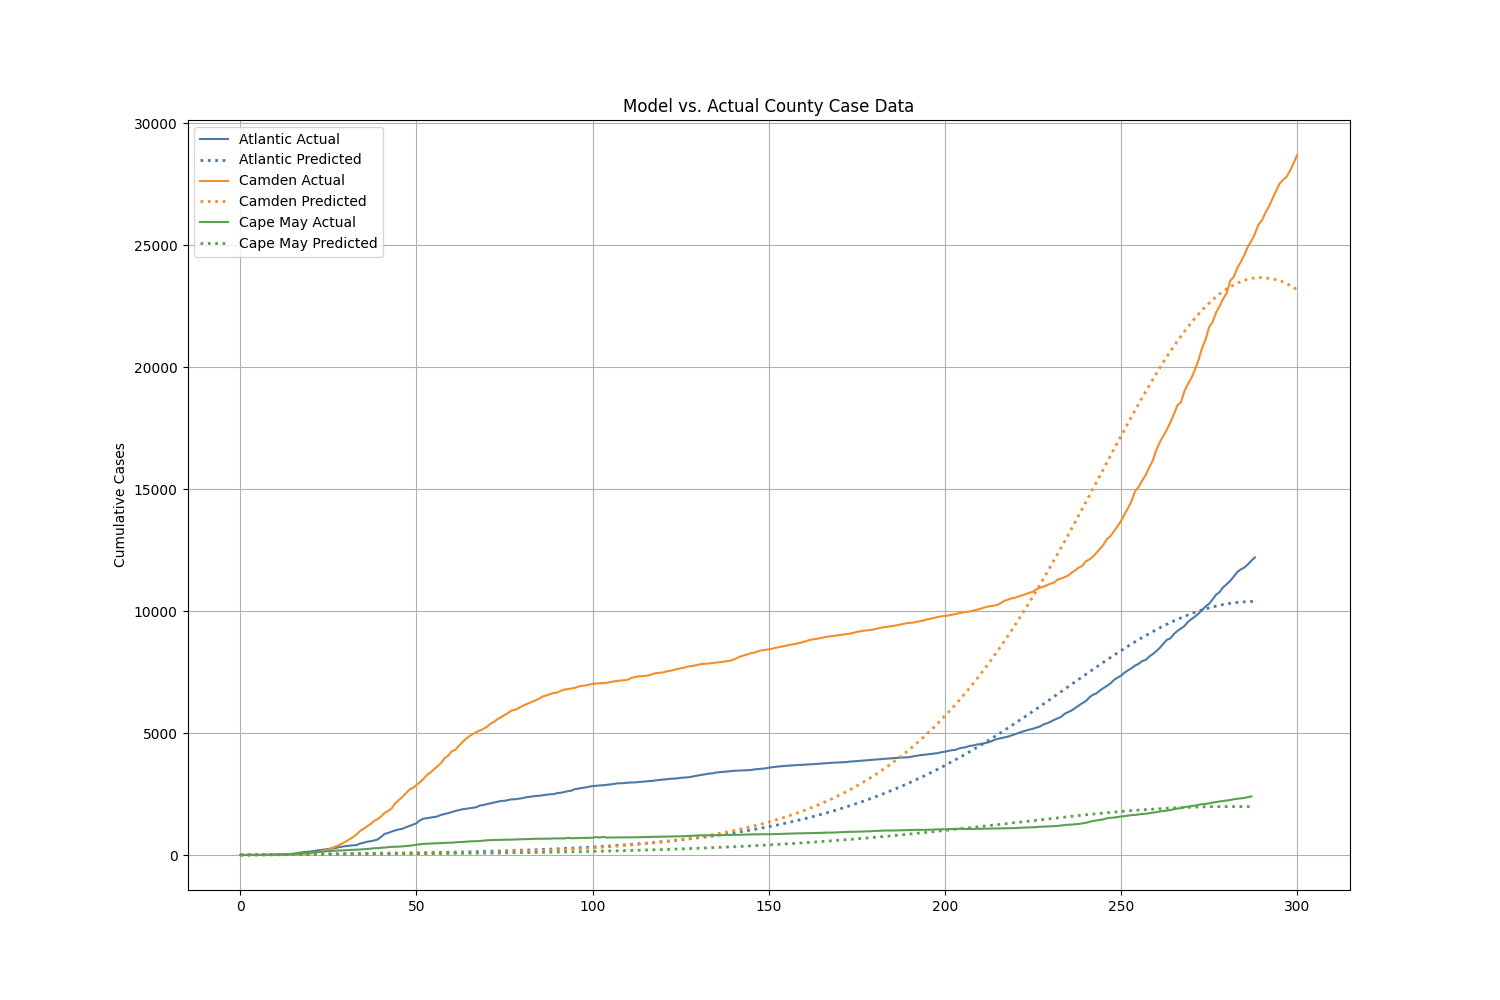 Model vs. Actual County Case Data
Atlantic Actual
Atlantic Predicted
Camden Actual
Camden Predicted
Cape May Actual
Cape May Predicted
30000
25000
20000
15000
10000
5000
0
Cumulative Cases
0 50 100 150 200 250 300